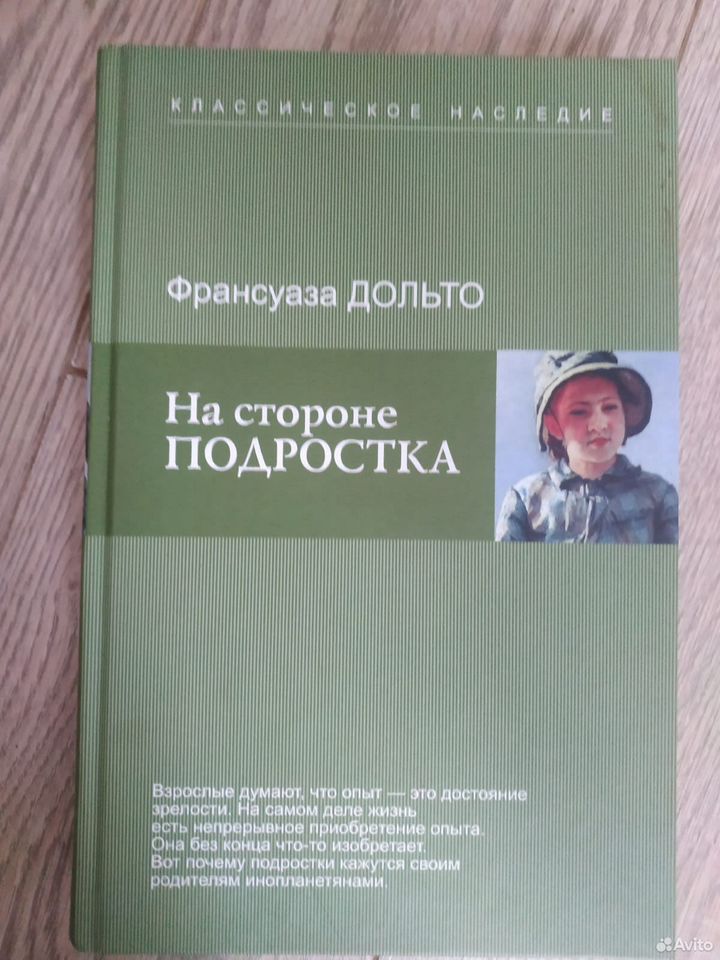 КЛАССИЧЕСКОЕ НАСЛЕДИЕ
Франсуаза ДОЛЬТО
На стороне
ПОДРОСТКА
Взрослые думают, что опыт — это достояние
зрелости. На самом деле жизнь
есть непрерывное приобретение опыта.
Она без конца что-то изобретает.
Вот почему подростки кажутся своим
родителям инопланетянами.
Avito